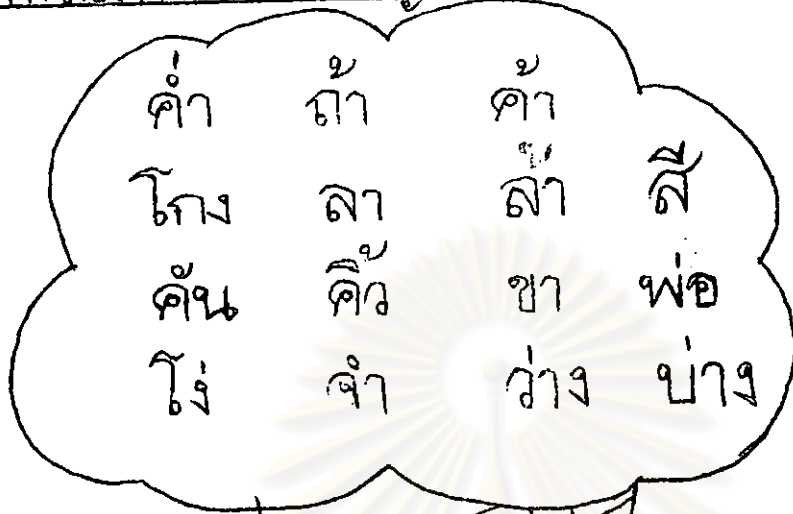 ค่ำ ถ้า ค้า
โกง ลา ล้า สี
คัน คิ้ว ขา พ่อ
โง่ จำ ว่าง บ่าง